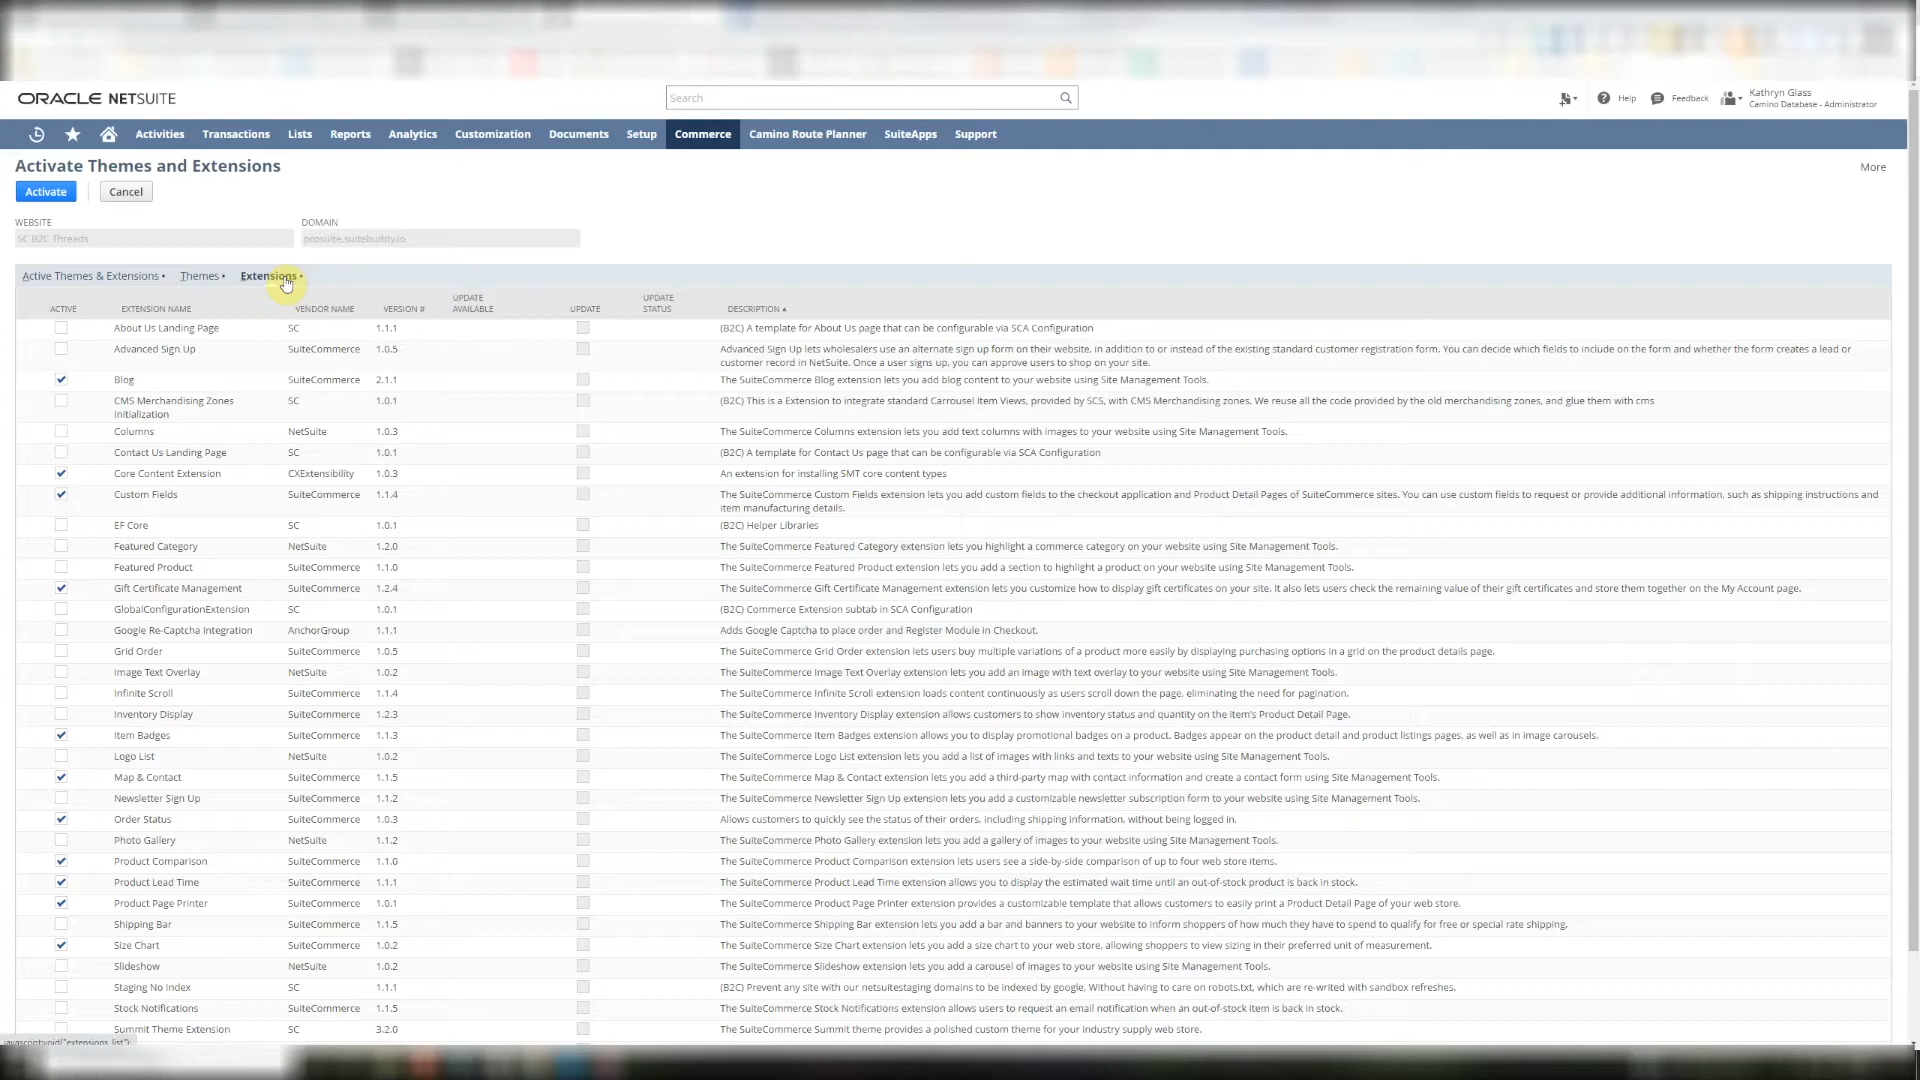 ORACLE NETSUITE
Search
Help
Feedback
Kathryn Glass
Camino Database - Administrator
Activities
Transactions
Lists
Reports
Analytics
Customization
Documents
Setup
Commerce
Camino Route Planner
SuiteApps
Support
Activate Themes and Extensions
More
Activate
Cancel
WEBSITE
DOMAIN
SC B2C Threads
prosuite.suitebuddy.io
Active Themes & Extensions •
Themes •
Extensions •
ACTIVE EXTENSION NAME VENDOR NAME VERSION # UPDATE AVAILABLE UPDATE UPDATE STATUS DESCRIPTION ▲
About Us Landing Page SC 1.1.1 (B2C) A template for About Us page that can be configurable via SCA Configuration
Advanced Sign Up SuiteCommerce 1.0.5 Advanced Sign Up lets wholesalers use an alternate sign up form on their website, in addition to or instead of the existing standard customer registration form. You can decide which fields to include on the form and whether the form creates a lead or
customer record in NetSuite. Once a user signs up, you can approve users to shop on your site.
Blog SuiteCommerce 2.1.1 The SuiteCommerce Blog extension lets you add blog content to your website using Site Management Tools.
CMS Merchandising Zones SC 1.0.1 (B2C) This is a Extension to integrate standard Carrousel Item Views, provided by SCS, with CMS Merchandising zones. We reuse all the code provided by the old merchandising zones, and glue them with cms
Initialization
Columns NetSuite 1.0.3 The SuiteCommerce Columns extension lets you add text columns with images to your website using Site Management Tools.
Contact Us Landing Page SC 1.0.1 (B2C) A template for Contact Us page that can be configurable via SCA Configuration
Core Content Extension CXExtensibility 1.0.3 An extension for installing SMT core content types
Custom Fields SuiteCommerce 1.1.4 The SuiteCommerce Custom Fields extension lets you add custom fields to the checkout application and Product Detail Pages of SuiteCommerce sites. You can use custom fields to request or provide additional information, such as shipping instructions and
item manufacturing details.
EF Core SC 1.0.1 (B2C) Helper Libraries
Featured Category NetSuite 1.2.0 The SuiteCommerce Featured Category extension lets you highlight a commerce category on your website using Site Management Tools.
Featured Product SuiteCommerce 1.1.0 The SuiteCommerce Featured Product extension lets you add a section to highlight a product on your website using Site Management Tools.
Gift Certificate Management SuiteCommerce 1.2.4 The SuiteCommerce Gift Certificate Management extension lets you customize how to display gift certificates on your site. It also lets users check the remaining value of their gift certificates and store them together on the My Account page.
GlobalConfigurationExtension SC 1.0.1 (B2C) Commerce Extension subtab in SCA Configuration
Google Re-Captcha Integration AnchorGroup 1.1.1 Adds Google Captcha to place order and Register Module in Checkout.
Grid Order SuiteCommerce 1.0.5 The SuiteCommerce Grid Order extension lets users buy multiple variations of a product more easily by displaying purchasing options in a grid on the product details page.
Image Text Overlay NetSuite 1.0.2 The SuiteCommerce Image Text Overlay extension lets you add an image with text overlay to your website using Site Management Tools.
Infinite Scroll SuiteCommerce 1.1.4 The SuiteCommerce Infinite Scroll extension loads content continuously as users scroll down the page, eliminating the need for pagination.
Inventory Display SuiteCommerce 1.2.3 The SuiteCommerce Inventory Display extension allows customers to show inventory status and quantity on the item's Product Detail Page.
Item Badges SuiteCommerce 1.1.3 The SuiteCommerce Item Badges extension allows you to display promotional badges on a product. Badges appear on the product detail and product listings pages, as well as in image carousels.
Logo List NetSuite 1.0.2 The SuiteCommerce Logo List extension lets you add a list of images with links and texts to your website using Site Management Tools.
Map & Contact SuiteCommerce 1.1.5 The SuiteCommerce Map & Contact extension lets you add a third-party map with contact information and create a contact form using Site Management Tools.
Newsletter Sign Up SuiteCommerce 1.1.2 The SuiteCommerce Newsletter Sign Up extension lets you add a customizable newsletter subscription form to your website using Site Management Tools.
Order Status SuiteCommerce 1.0.3 Allows customers to quickly see the status of their orders, including shipping information, without being logged in.
Photo Gallery NetSuite 1.1.2 The SuiteCommerce Photo Gallery extension lets you add a gallery of images to your website using Site Management Tools.
Product Comparison SuiteCommerce 1.1.0 The SuiteCommerce Product Comparison extension lets users see a side-by-side comparison of up to four web store items.
Product Lead Time SuiteCommerce 1.1.1 The SuiteCommerce Product Lead Time extension allows you to display the estimated wait time until an out-of-stock product is back in stock.
Product Page Printer SuiteCommerce 1.0.1 The SuiteCommerce Product Page Printer extension provides a customizable template that allows customers to easily print a Product Detail Page of your web store.
Shipping Bar SuiteCommerce 1.1.5 The SuiteCommerce Shipping Bar extension lets you add a bar and banners to your website to inform shoppers of how much they have to spend to qualify for free or special rate shipping.
Size Chart SuiteCommerce 1.0.2 The SuiteCommerce Size Chart extension lets you add a size chart to your web store, allowing shoppers to view sizing in their preferred unit of measurement.
Slideshow NetSuite 1.0.2 The SuiteCommerce Slideshow extension lets you add a carousel of images to your website using Site Management Tools.
Staging No Index SC 1.1.1 (B2C) Prevent any site with our netsuitestaging domains to be indexed by google, Without having to care on robots.txt, which are re-writed with sandbox refreshes.
Stock Notifications SuiteCommerce 1.1.5 The SuiteCommerce Stock Notifications extension allows users to request an email notification when an out-of-stock item is back in stock.
Summit Theme Extension SC 3.2.0 The SuiteCommerce Summit theme provides a polished custom theme for your industry supply web store.